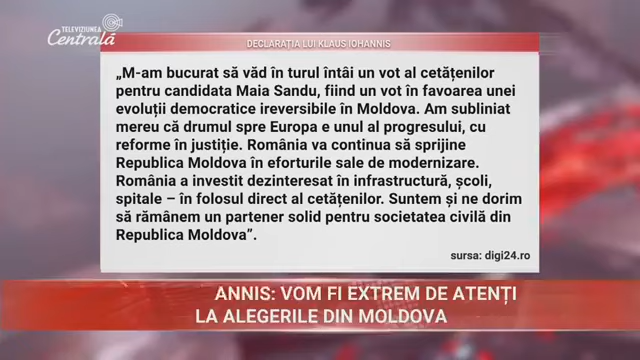 TELEVIZIUNEA
Centrală
DECLARAȚIA LUI KLAUS IOHANNIS
„M-am bucurat să văd în turul întâi un vot al cetățenilor
pentru candidata Maia Sandu, fiind un vot în favoarea unei
evoluții democratice ireversibile în Moldova. Am subliniat
mereu că drumul spre Europa e unul al progresului, cu
reforme în justiție. România va continua să sprijine
Republica Moldova în eforturile sale de modernizare.
România a investit dezinteresat în infrastructură, școli,
spitale – în folosul direct al cetățenilor. Suntem și ne dorim
să rămânem un partener solid pentru societatea civilă din
Republica Moldova”.
sursa: digi24.ro
ANNIS: VOM FI EXTREM DE ATENȚI
LA ALEGERILE DIN MOLDOVA